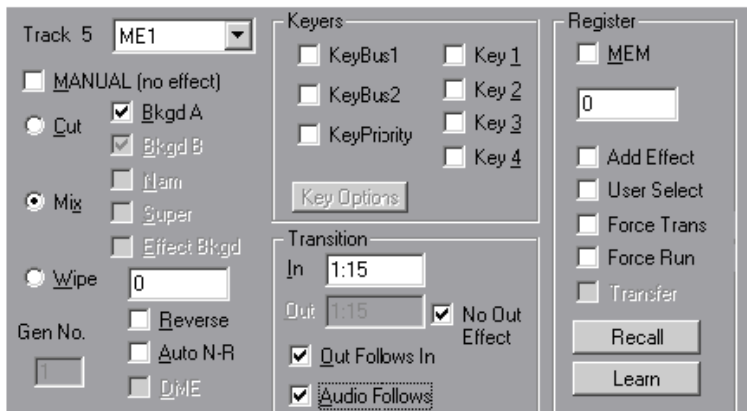 Track 5 ME1
MANUAL (no effect)
Cut
Bkgd A
Bkgd B
Nam
Mix
Super
Effect Bkgd
Wipe
0
Reverse
Gen No.
Auto N-R
1
DME
Keyers
KeyBus1
KeyBus2
KeyPriority
Key 1
Key 2
Key 3
Key 4
Key Options
Transition
In 1:15
Out 1:15
No Out
Effect
Out Follows In
Audio Follows
Register
MEM
0
Add Effect
User Select
Force Trans
Force Run
Transfer
Recall
Learn